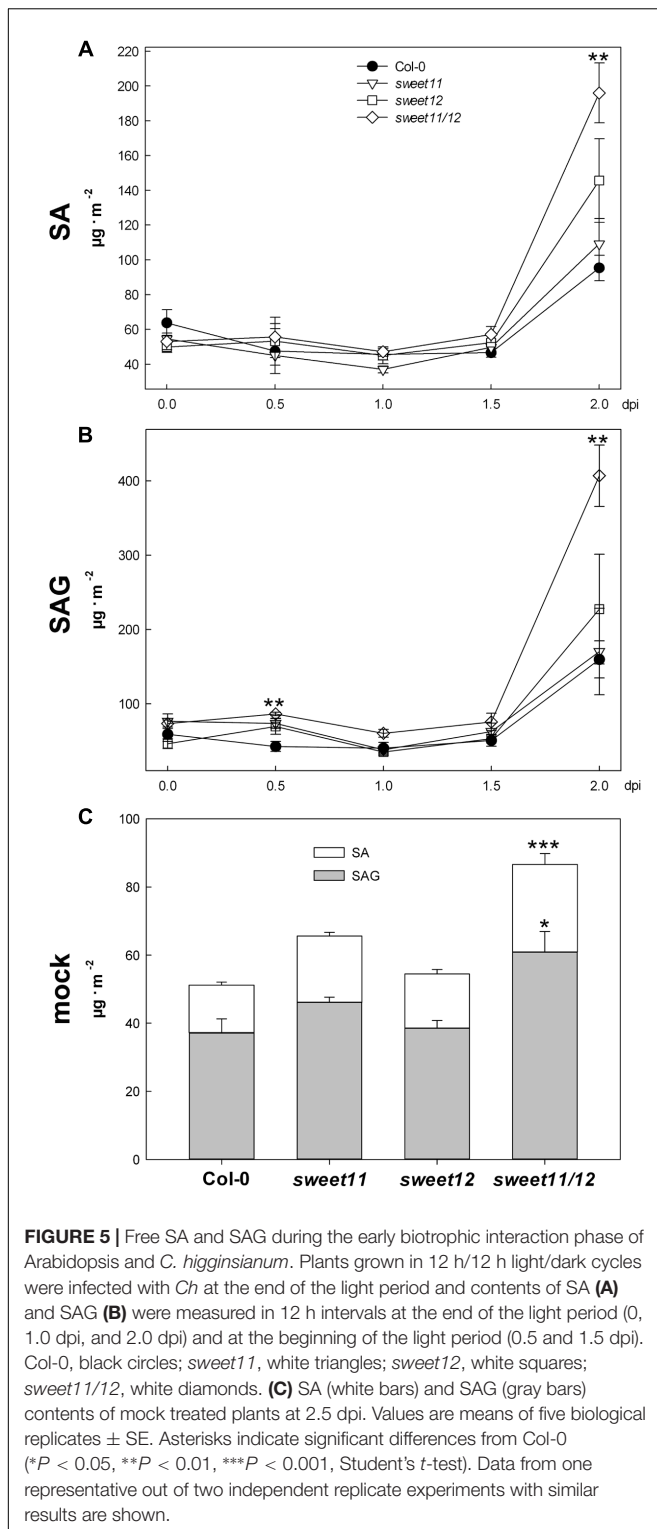 A
Col-0
sweet11
sweet12
sweet11/12
**
220
200
180
160
140
120
100
80
60
40
SA
µg · m-2
0.0 0.5 1.0 1.5 2.0 dpi
B
**
**
400
300
200
100
SAG
µg · m-2
0.0 0.5 1.0 1.5 2.0 dpi
C
SA
SAG
***
*
100
80
60
40
20
0
mock
µg · m-2
Col-0 sweet11 sweet12 sweet11/12
FIGURE 5 | Free SA and SAG during the early biotrophic interaction phase of
Arabidopsis and C. higginsianum. Plants grown in 12 h/12 h light/dark cycles
were infected with Ch at the end of the light period and contents of SA (A)
and SAG (B) were measured in 12 h intervals at the end of the light period (0,
1.0 dpi, and 2.0 dpi) and at the beginning of the light period (0.5 and 1.5 dpi).
Col-0, black circles; sweet11, white triangles; sweet12, white squares;
sweet11/12, white diamonds. (C) SA (white bars) and SAG (gray bars)
contents of mock treated plants at 2.5 dpi. Values are means of five biological
replicates ± SE. Asterisks indicate significant differences from Col-0
(*P < 0.05, **P < 0.01, ***P < 0.001, Student's t-test). Data from one
representative out of two independent replicate experiments with similar
results are shown.